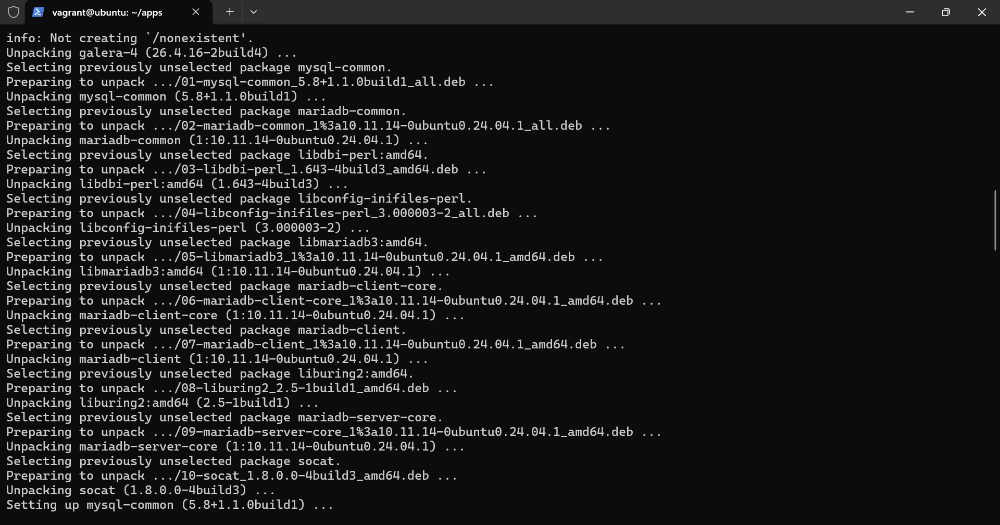 vagrant@ubuntu: ~/apps
info: Not creating `/nonexistent'.
Unpacking galera-4 (26.4.16-2build4) ...
Selecting previously unselected package mysql-common.
Preparing to unpack .../01-mysql-common_5.8+1.1.0build1_all.deb ...
Unpacking mysql-common (5.8+1.1.0build1) ...
Selecting previously unselected package mariadb-common.
Preparing to unpack .../02-mariadb-common_1%3a10.11.14-0ubuntu0.24.04.1_all.deb ...
Unpacking mariadb-common (1:10.11.14-0ubuntu0.24.04.1) ...
Selecting previously unselected package libdbi-perl:amd64.
Preparing to unpack .../03-libdbi-perl_1.643-4build3_amd64.deb ...
Unpacking libdbi-perl:amd64 (1.643-4build3) ...
Selecting previously unselected package libconfig-inifiles-perl.
Preparing to unpack .../04-libconfig-inifiles-perl_3.000003-2_all.deb ...
Unpacking libconfig-inifiles-perl (3.000003-2) ...
Selecting previously unselected package libmariadb3:amd64.
Preparing to unpack .../05-libmariadb3_1%3a10.11.14-0ubuntu0.24.04.1_amd64.deb ...
Unpacking libmariadb3:amd64 (1:10.11.14-0ubuntu0.24.04.1) ...
Selecting previously unselected package mariadb-client-core.
Preparing to unpack .../06-mariadb-client-core_1%3a10.11.14-0ubuntu0.24.04.1_amd64.deb ...
Unpacking mariadb-client-core (1:10.11.14-0ubuntu0.24.04.1) ...
Selecting previously unselected package mariadb-client.
Preparing to unpack .../07-mariadb-client_1%3a10.11.14-0ubuntu0.24.04.1_amd64.deb ...
Unpacking mariadb-client (1:10.11.14-0ubuntu0.24.04.1) ...
Selecting previously unselected package liburing2:amd64.
Preparing to unpack .../08-liburing2_2.5-1build1_amd64.deb ...
Unpacking liburing2:amd64 (2.5-1build1) ...
Selecting previously unselected package mariadb-server-core.
Preparing to unpack .../09-mariadb-server-core_1%3a10.11.14-0ubuntu0.24.04.1_amd64.deb ...
Unpacking mariadb-server-core (1:10.11.14-0ubuntu0.24.04.1) ...
Selecting previously unselected package socat.
Preparing to unpack .../10-socat_1.8.0.0-4build3_amd64.deb ...
Unpacking socat (1.8.0.0-4build3) ...
Setting up mysql-common (5.8+1.1.0build1) ...